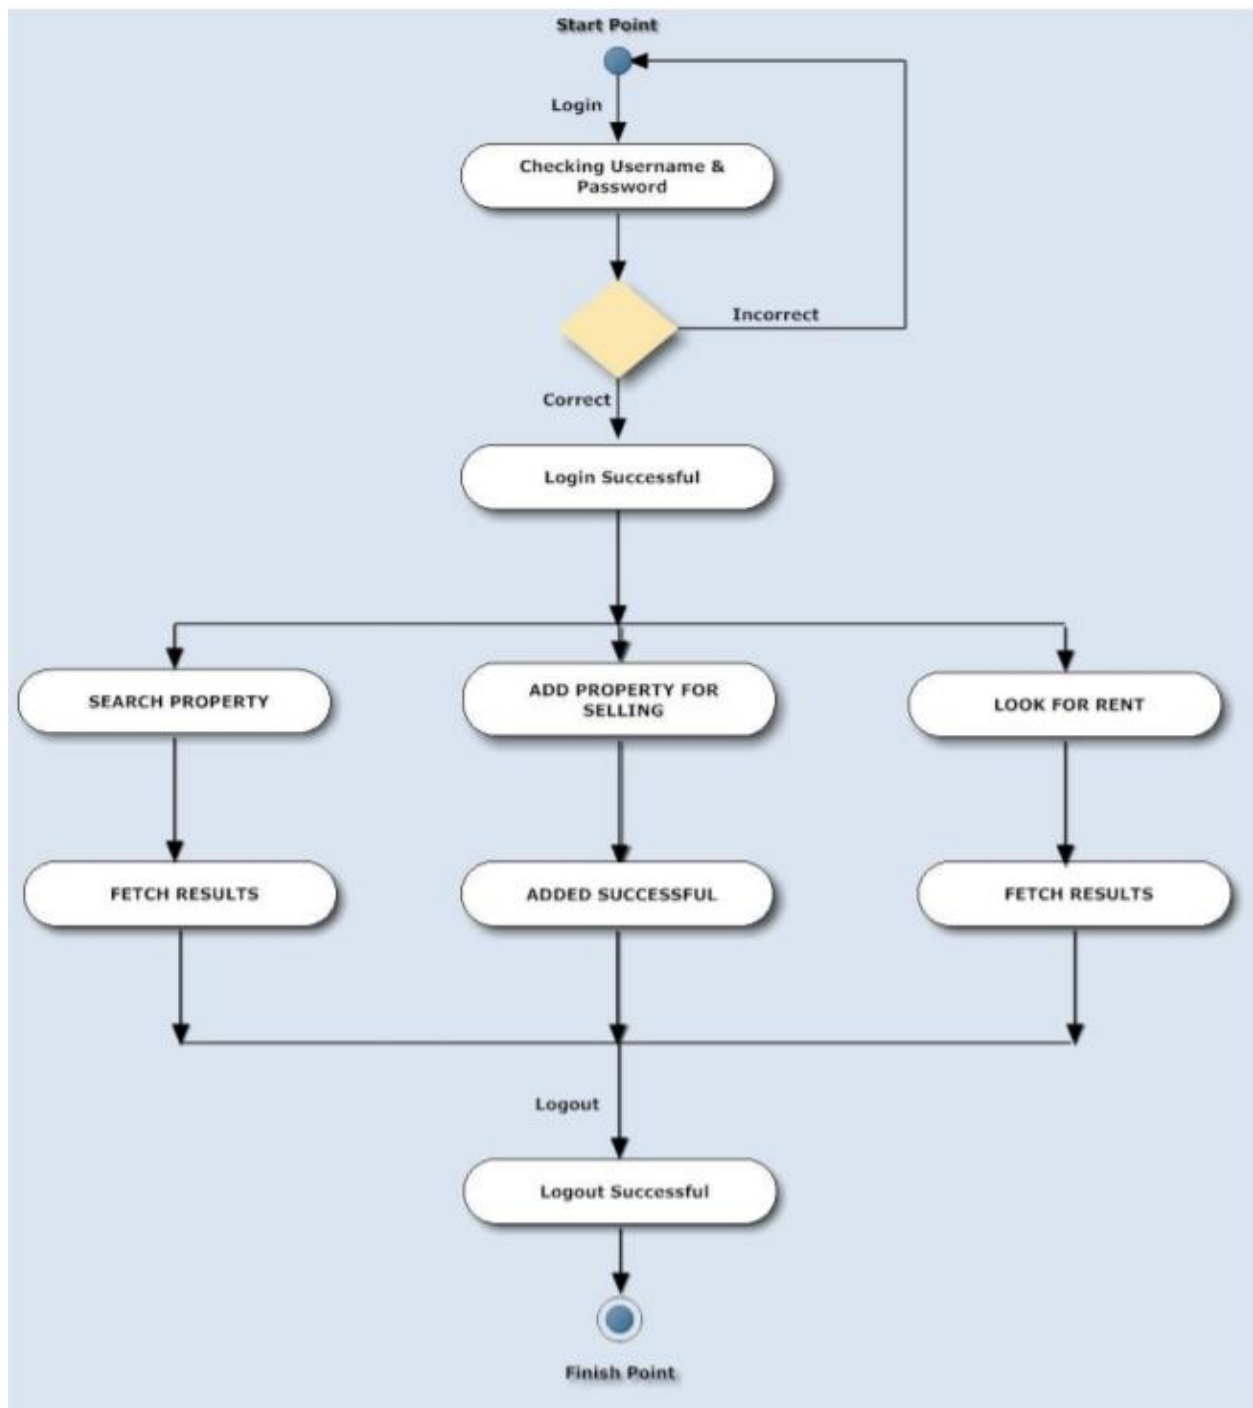 Start Point
Login
Checking Username &
Password
Incorrect
Correct
Login Successful
SEARCH PROPERTY
ADD PROPERTY FOR
SELLING
LOOK FOR RENT
FETCH RESULTS
ADDED SUCCESSFUL
FETCH RESULTS
Logout
Logout Successful
Finish Point